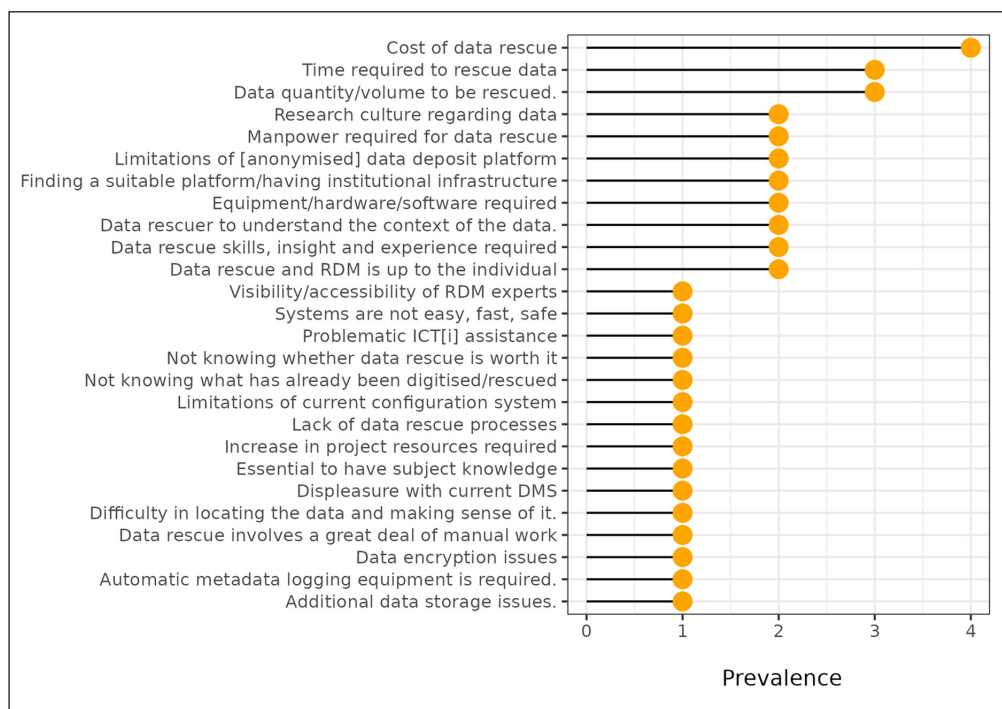 Cost of data rescue
Time required to rescue data
Data quantity/volume to be rescued.
Research culture regarding data
Manpower required for data rescue
Limitations of [anonymised] data deposit platform
Finding a suitable platform/having institutional infrastructure
Equipment/hardware/software required
Data rescuer to understand the context of the data.
Data rescue skills, insight and experience required
Data rescue and RDM is up to the individual
Visibility/accessibility of RDM experts
Systems are not easy, fast, safe
Problematic ICT[i] assistance
Not knowing whether data rescue is worth it
Not knowing what has already been digitised/rescued
Limitations of current configuration system
Lack of data rescue processes
Increase in project resources required
Essential to have subject knowledge
Displeasure with current DMS
Difficulty in locating the data and making sense of it.
Data rescue involves a great deal of manual work
Data encryption issues
Automatic metadata logging equipment is required.
Additional data storage issues.
0 1 2 3 4
Prevalence